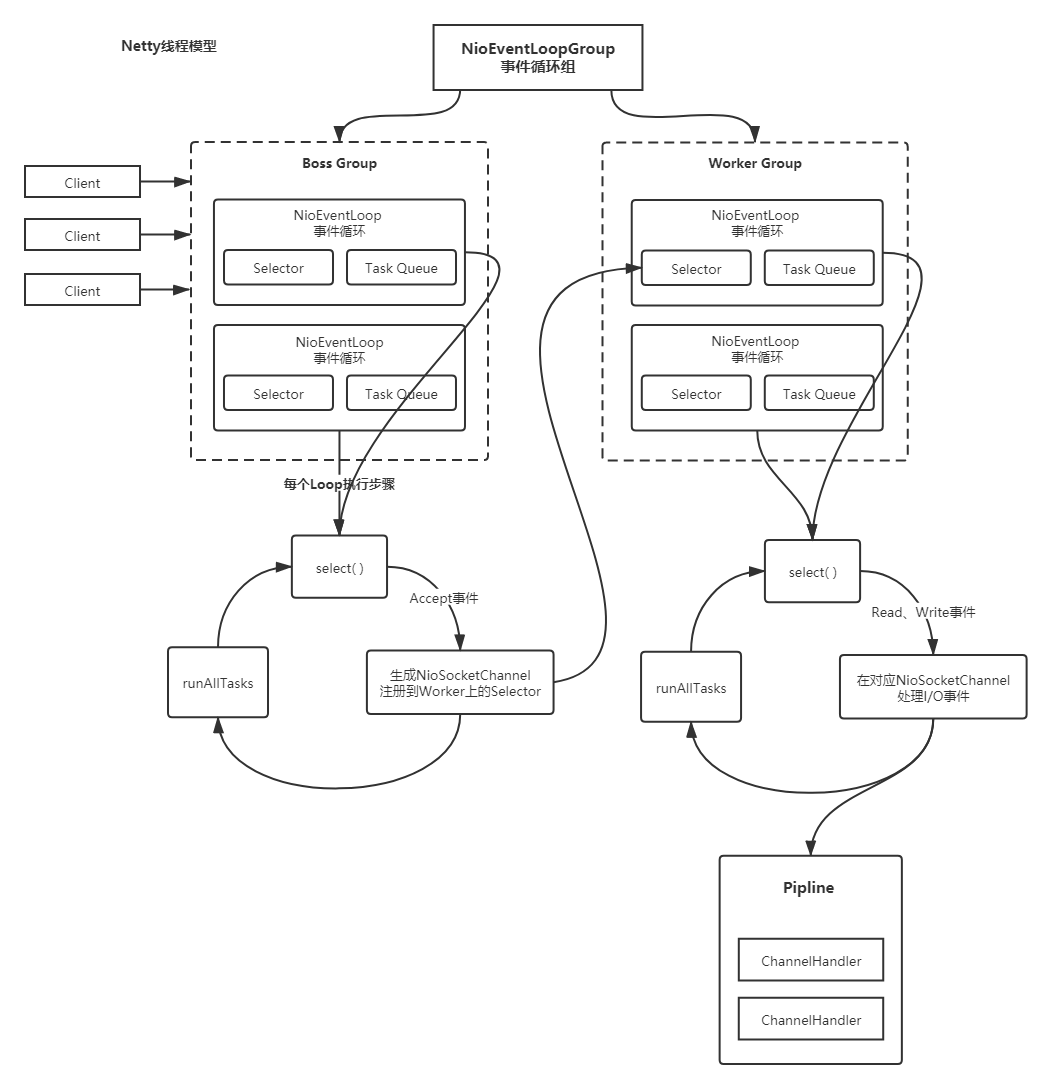 Netty线程模型
NioEventLoopGroup
事件循环组
Boss Group
Worker Group
Client
Client
Client
NioEventLoop
事件循环
Selector
Task Queue
NioEventLoop
事件循环
Selector
Task Queue
NioEventLoop
事件循环
Selector
Task Queue
NioEventLoop
事件循环
Selector
Task Queue
每个Loop执行步骤
select( )
Accept事件
生成NioSocketChannel
注册到Worker上的Selector
runAllTasks
select( )
Read、Write事件
在对应NioSocketChannel
处理I/O事件
runAllTasks
Pipline
ChannelHandler
ChannelHandler